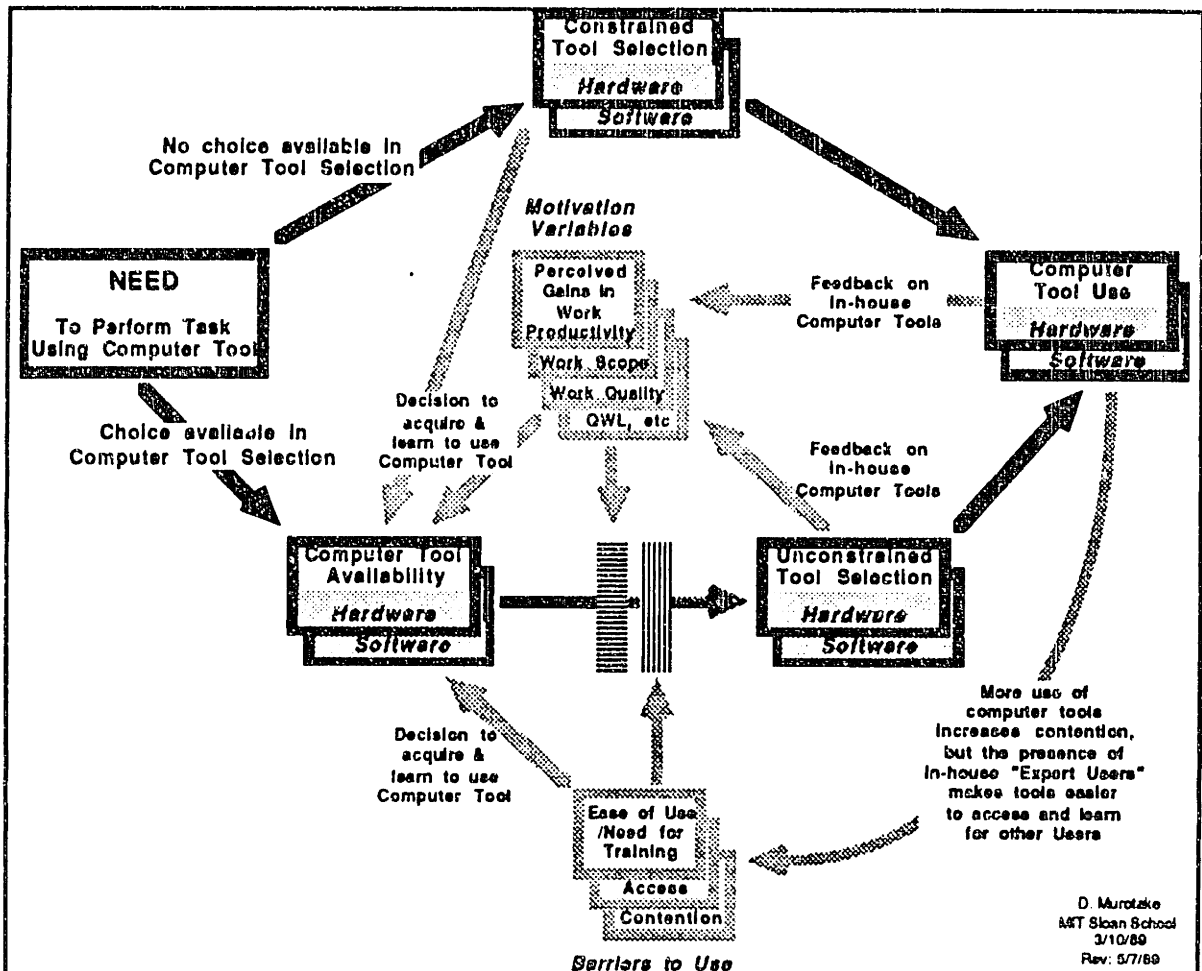 Constrained
Tool Selection
Hardware
Software
No choice available in
Computer Tool Selection
Motivation
Variables
NEED
To Perform Task
Using Computer Tool
Perceived
Gains in
Work
Productivity
Work Scope
Work Quality
QWL, etc
Feedback on
In-house
Computer Tools
Computer
Tool Use
Hardware
Software
Choice available in
Computer Tool Selection
Decision to
acquire &
learn to use
Computer Tool
Feedback on
In-house
Computer Tools
Computer Tool
Availability
Hardware
Software
Unconstrained
Tool Selection
Hardware
Software
Decision to
acquire &
learn to use
Computer Tool
More use of
computer tools
increases contention,
but the presence of
in-house "Expert Users"
makes tools easier
to access and learn
for other Users
Ease of Use
/Need for
Training
Access
Contention
Barriers to Use
D. Murotake
MIT Sloan School
3/10/89
Rev: 5/7/89